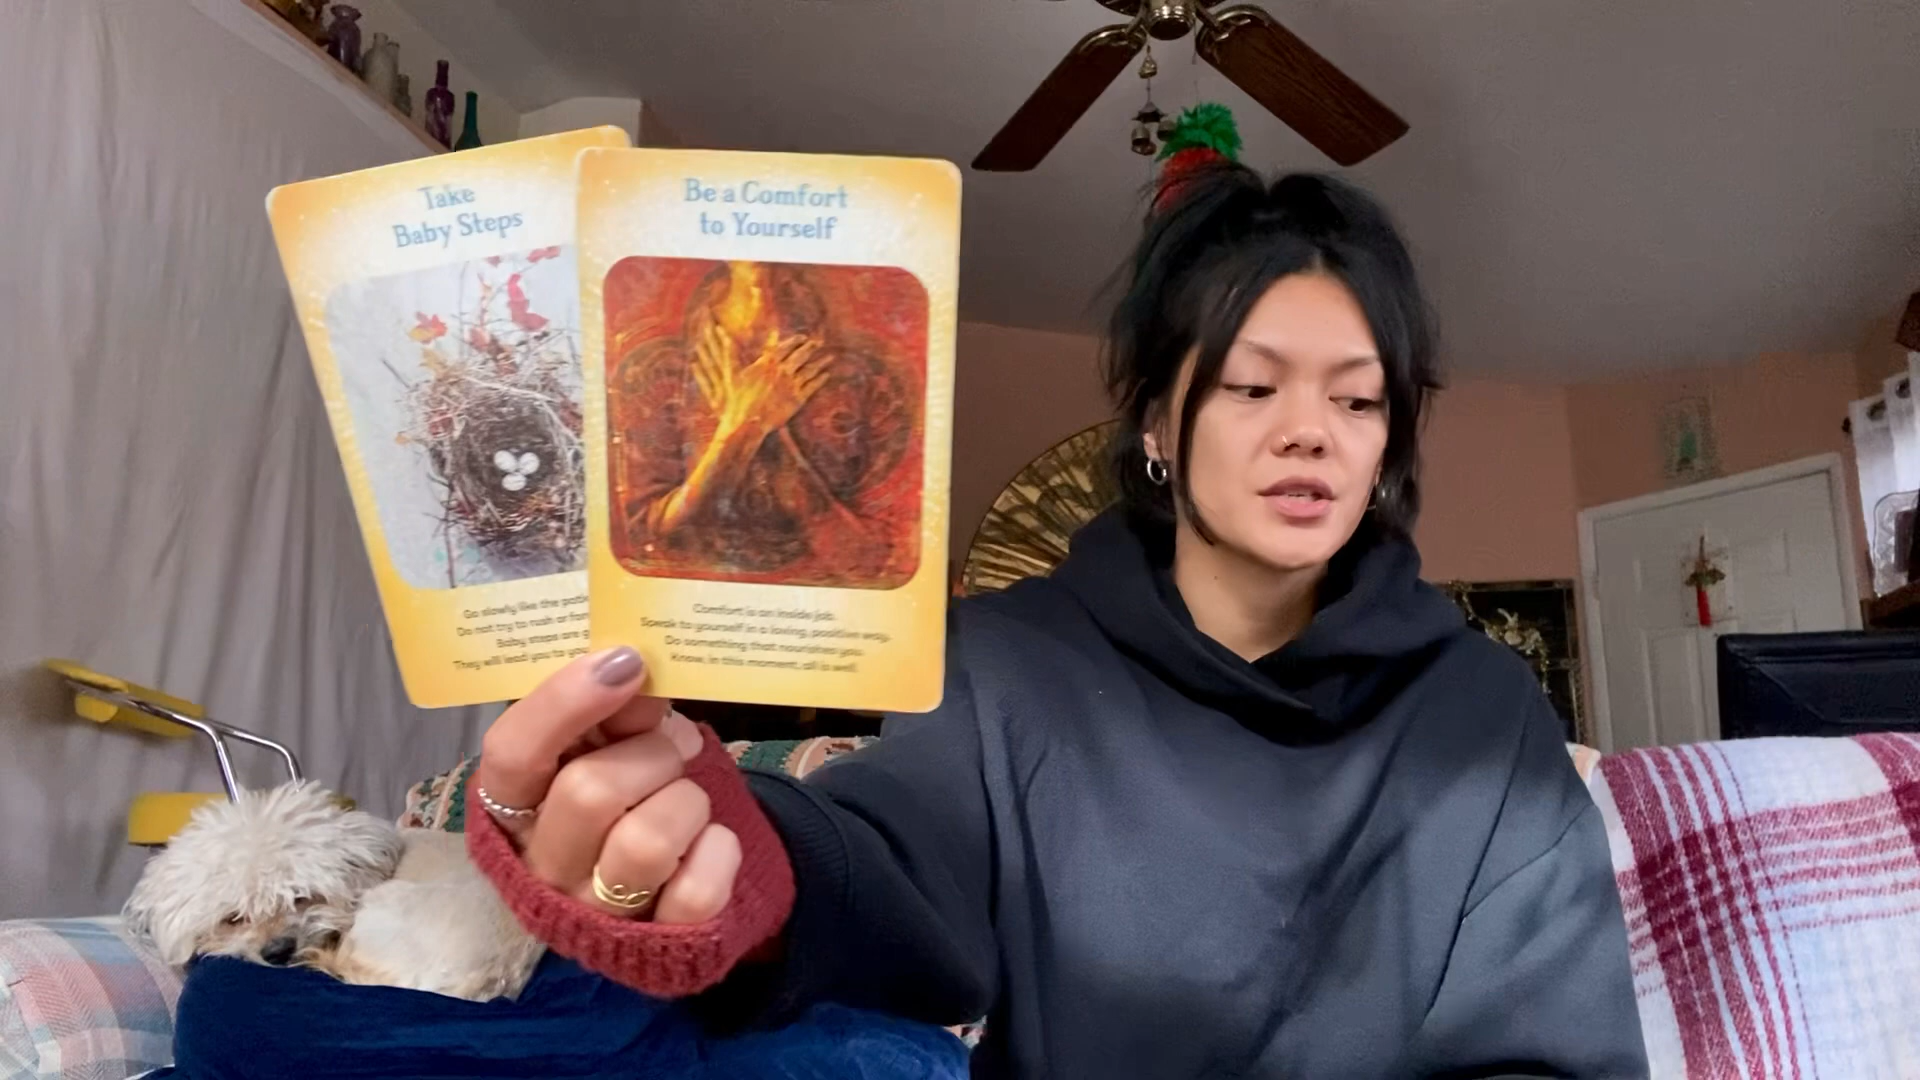 Take
Baby Steps
Go slowly like the
Do not try to rush or
Baby steps are
They will lead you to
Be a Comfort
to Yourself
Comfort is an inside job.
Speak to yourself in a loving, positive way.
Do something that nourishes you.
Know, in this moment, all is well.